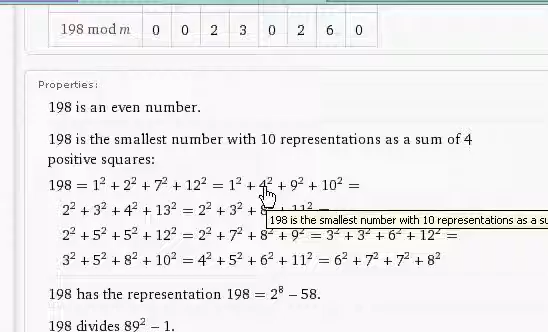 198 mod m 0 0 2 3 0 2 6 0
Properties:
198 is an even number.
198 is the smallest number with 10 representations as a sum of 4
positive squares:
198 = 1² + 2² + 7² + 12² = 1² + 4² + 9² + 10² =
2² + 3² + 4² + 13² = 2² + 3² + 8² + 11² =
198 is the smallest number with 10 representations as a su
2² + 5² + 5² + 12² = 2² + 7² + 8² + 9² = 3² + 3² + 6² + 12² =
3² + 5² + 8² + 10² = 4² + 5² + 6² + 11² = 6² + 7² + 7² + 8²
198 has the representation 198 = 2⁸ − 58.
198 divides 89² − 1.